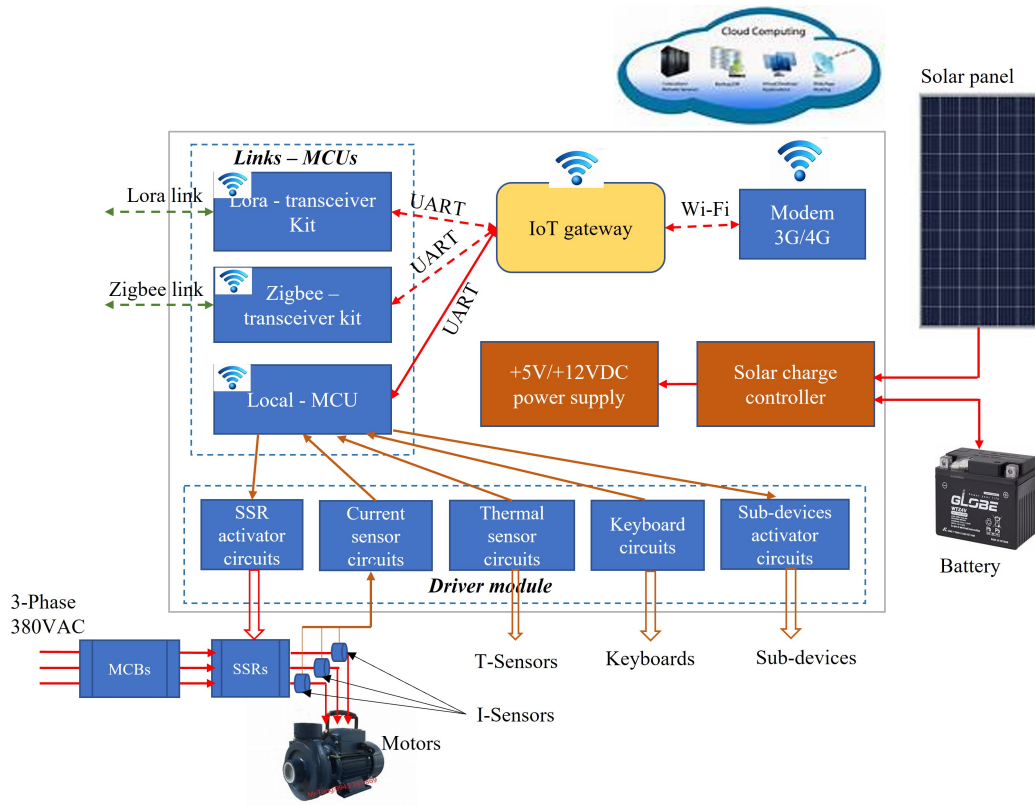 Cloud Computing
Solar panel
Links – MCUs
Lora link
Lora - transceiver
Kit
UART
IoT gateway
Wi-Fi
Modem
3G/4G
UART
Zigbee link
Zigbee –
transceiver kit
UART
Local - MCU
+5V/+12VDC
power supply
Solar charge
controller
GLOBE
Battery
SSR
activator
circuits
Current
sensor
circuits
Thermal
sensor
circuits
Keyboard
circuits
Sub-devices
activator
circuits
Driver module
3-Phase
380VAC
MCBs
SSRs
T-Sensors
Keyboards
Sub-devices
I-Sensors
Motors